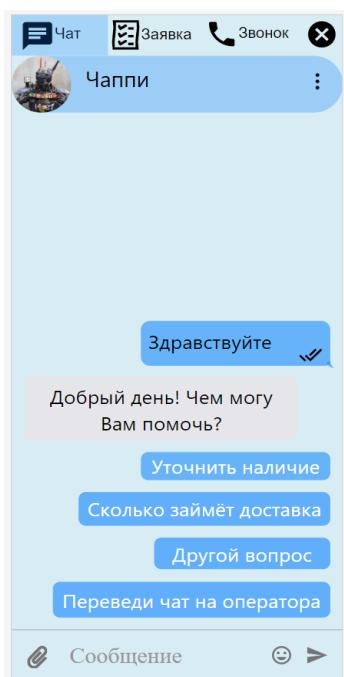 Чат Заявка Звонок
Чаппи
Здравствуйте
Добрый день! Чем могу
Вам помочь?
Уточнить наличие
Сколько займёт доставка
Другой вопрос
Переведи чат на оператора
Сообщение